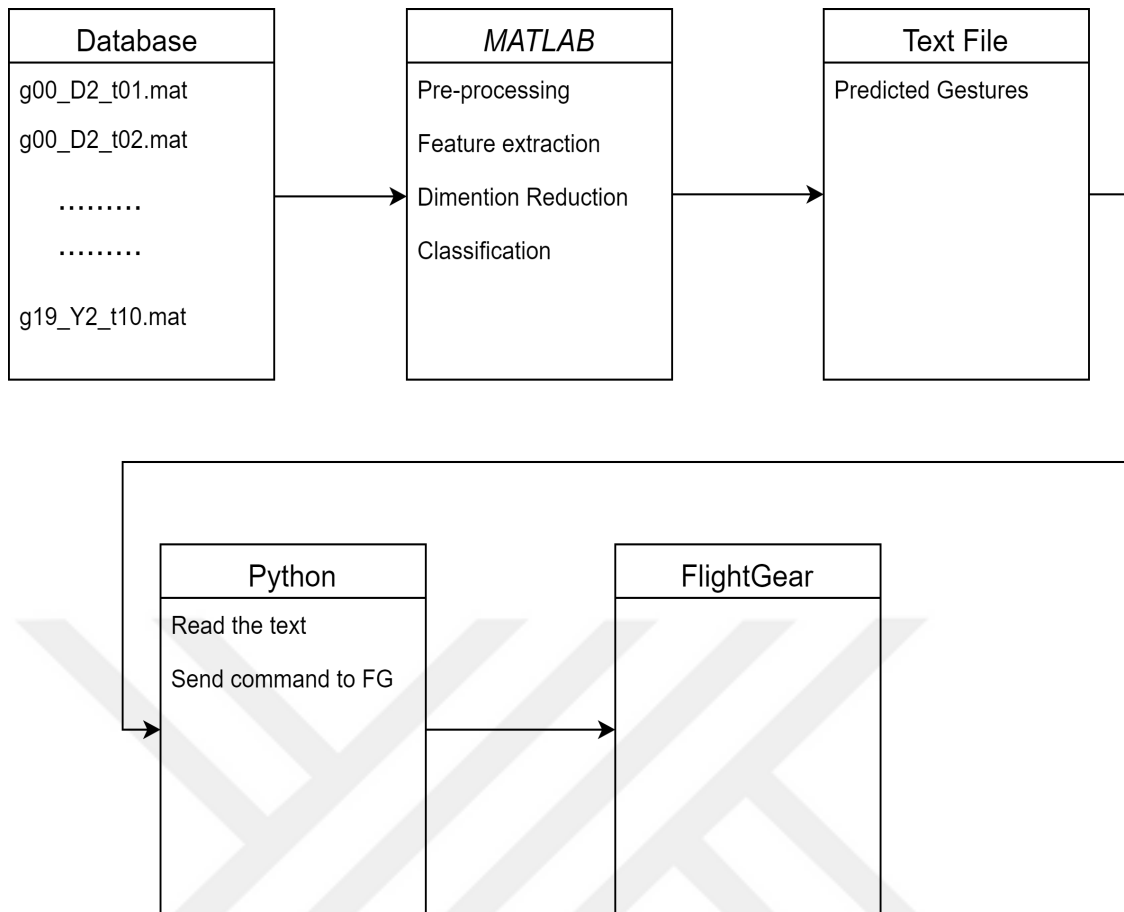 Database
g00_D2_t01.mat
g00_D2_t02.mat
.........
.........
g19_Y2_t10.mat
MATLAB
Pre-processing
Feature extraction
Dimention Reduction
Classification
Text File
Predicted Gestures
Python
Read the text
Send command to FG
FlightGear